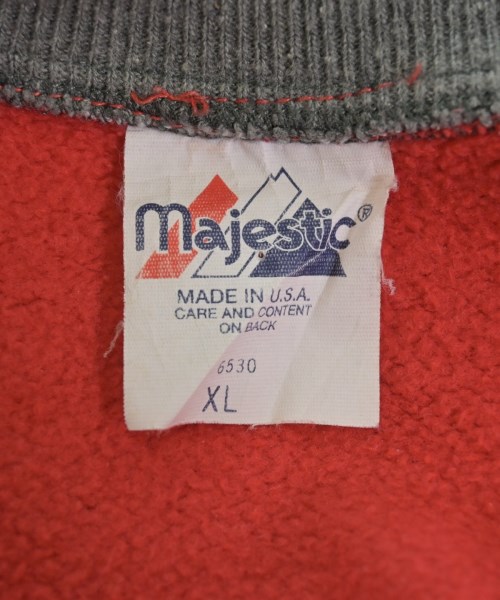 majestic®
MADE IN U.S.A.
CARE AND CONTENT
ON BACK
6530
XL